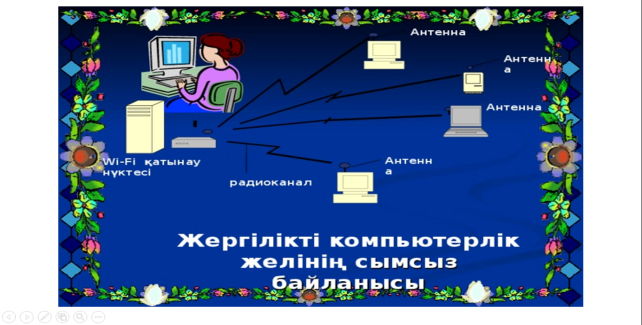 Антенна
Антенн
а
Антенна
Wi-Fi қатынау
нүктесі
Антенн
а
радиоканал
Жергілікті компьютерлік
желінің сымсыз
байланысы